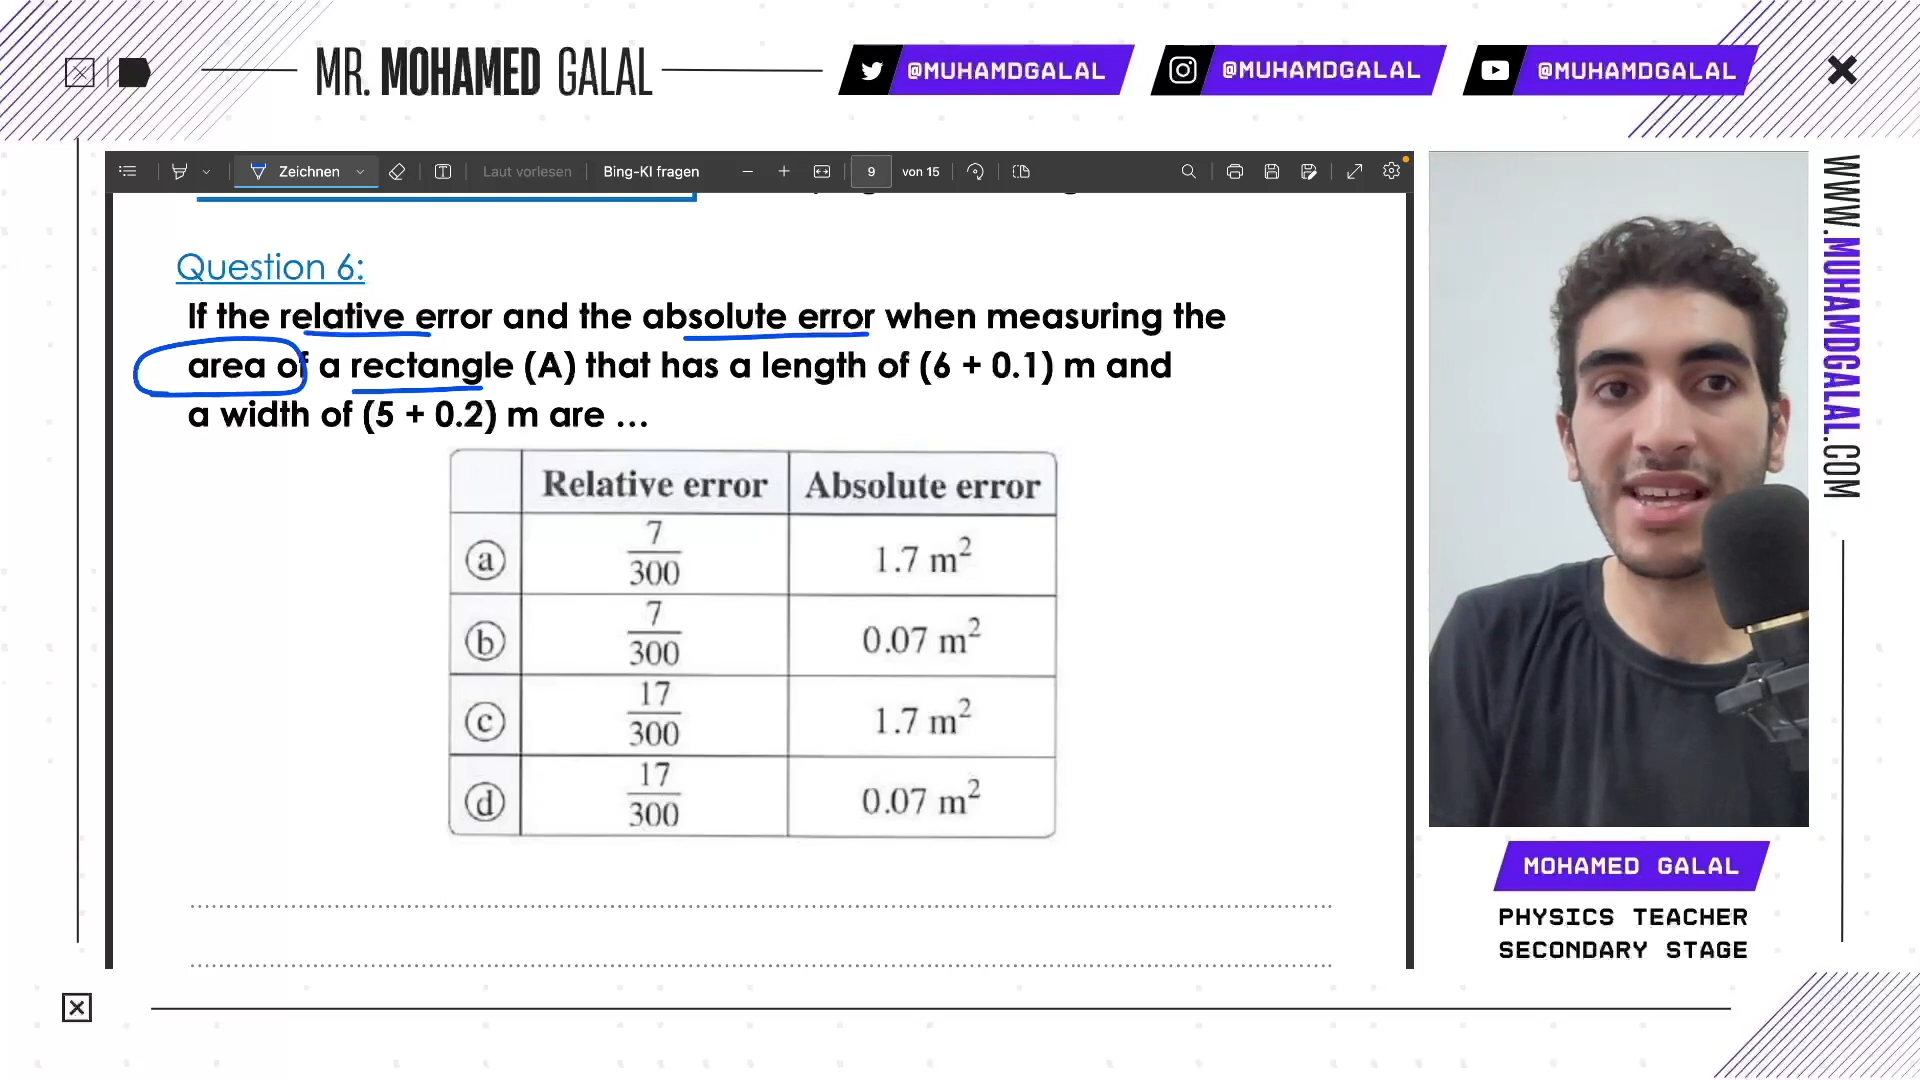 MR. MOHAMED GALAL
@MUHAMDGALAL
@MUHAMDGALAL
@MUHAMDGALAL
Zeichnen
Laut vorlesen
Bing-KI fragen
9
von 15
Question 6:
If the relative error and the absolute error when measuring the
area of a rectangle (A) that has a length of (6 + 0.1) m and
a width of (5 + 0.2) m are ...
Relative error Absolute error
a 7/300 1.7 m²
b 7/300 0.07 m²
c 17/300 1.7 m²
d 17/300 0.07 m²
WWW.MUHAMDGALAL.COM
MOHAMED GALAL
PHYSICS TEACHER
SECONDARY STAGE